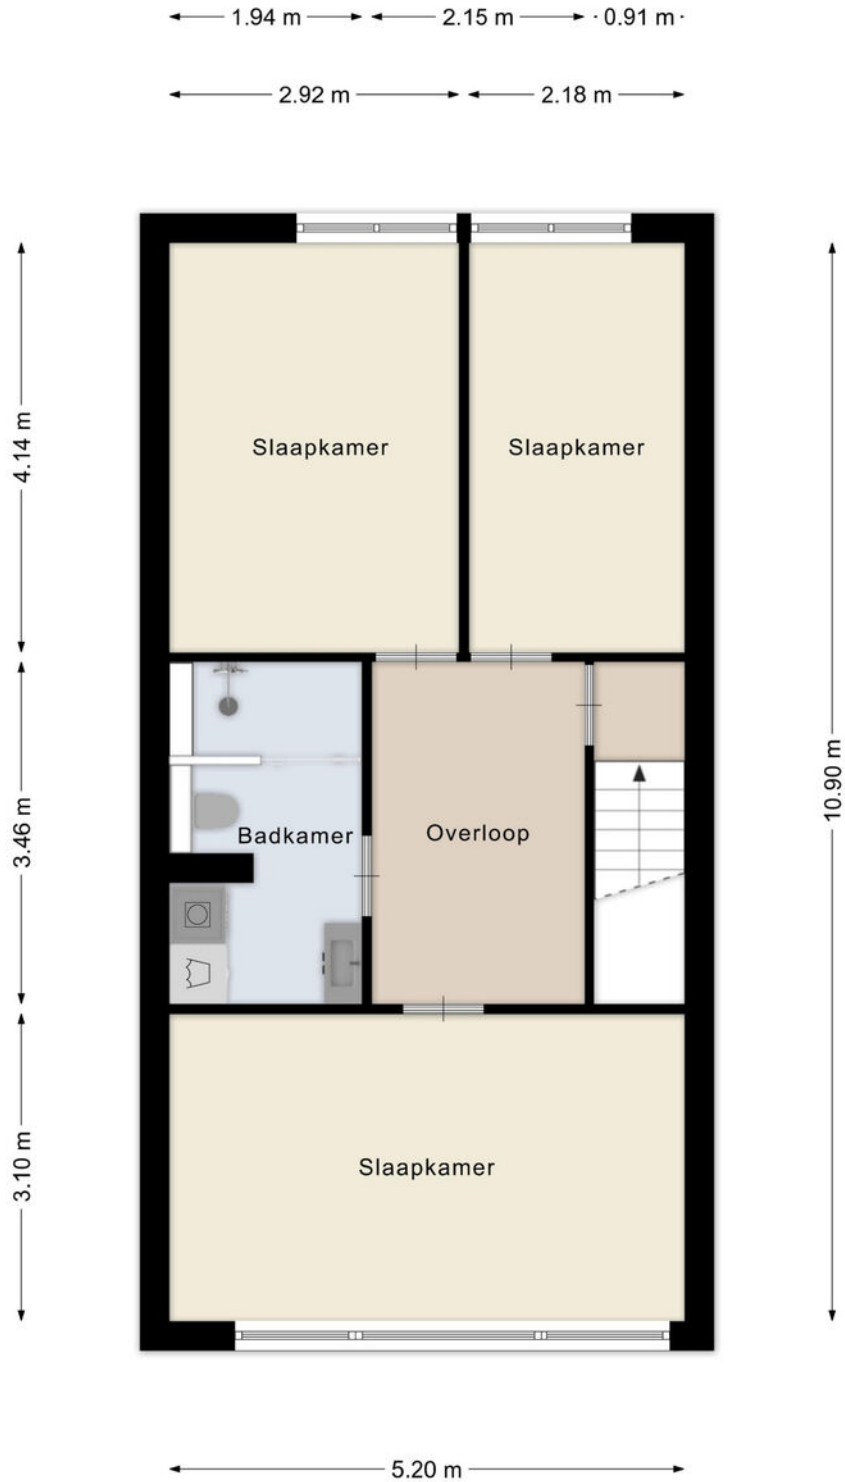 1.94 m 2.15 m 0.91 m
2.92 m 2.18 m
4.14 m
Slaapkamer Slaapkamer
10.90 m
3.46 m
Badkamer Overloop
3.10 m
Slaapkamer
5.20 m